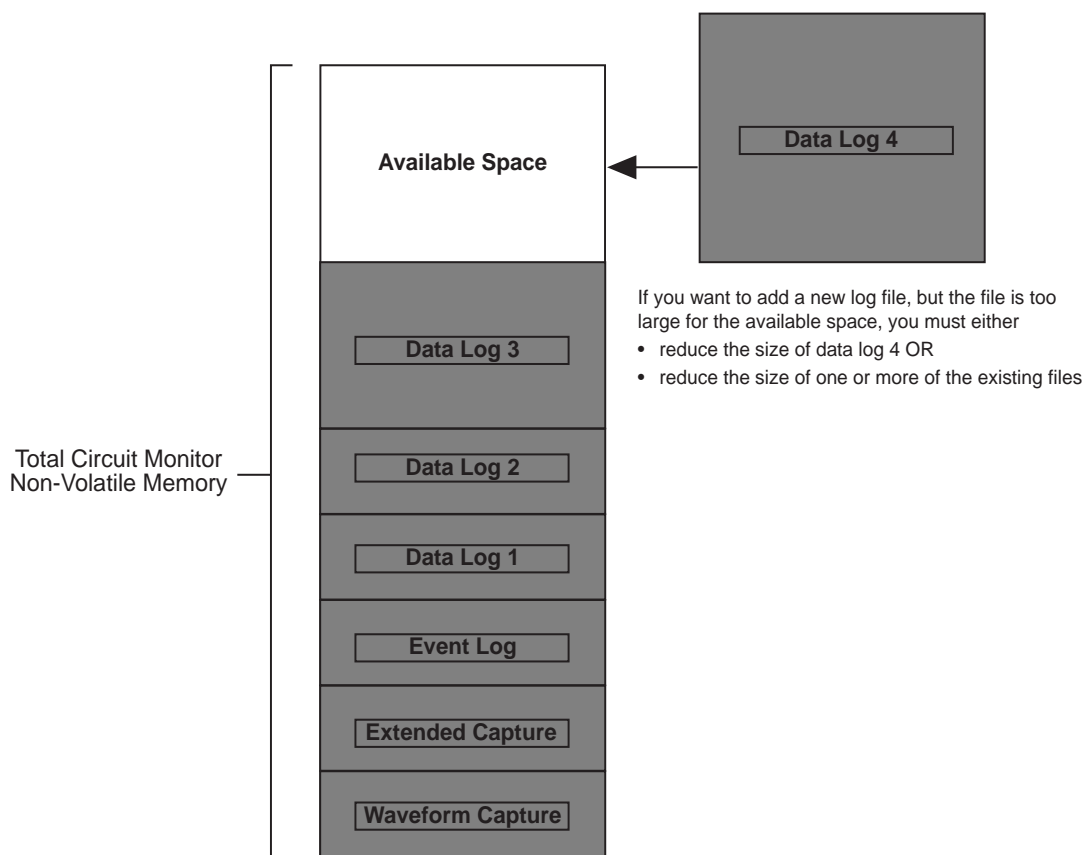 Available Space
Data Log 4
If you want to add a new log file, but the file is too
large for the available space, you must either
• reduce the size of data log 4 OR
• reduce the size of one or more of the existing files
Data Log 3
Total Circuit Monitor
Non-Volatile Memory
Data Log 2
Data Log 1
Event Log
Extended Capture
Waveform Capture